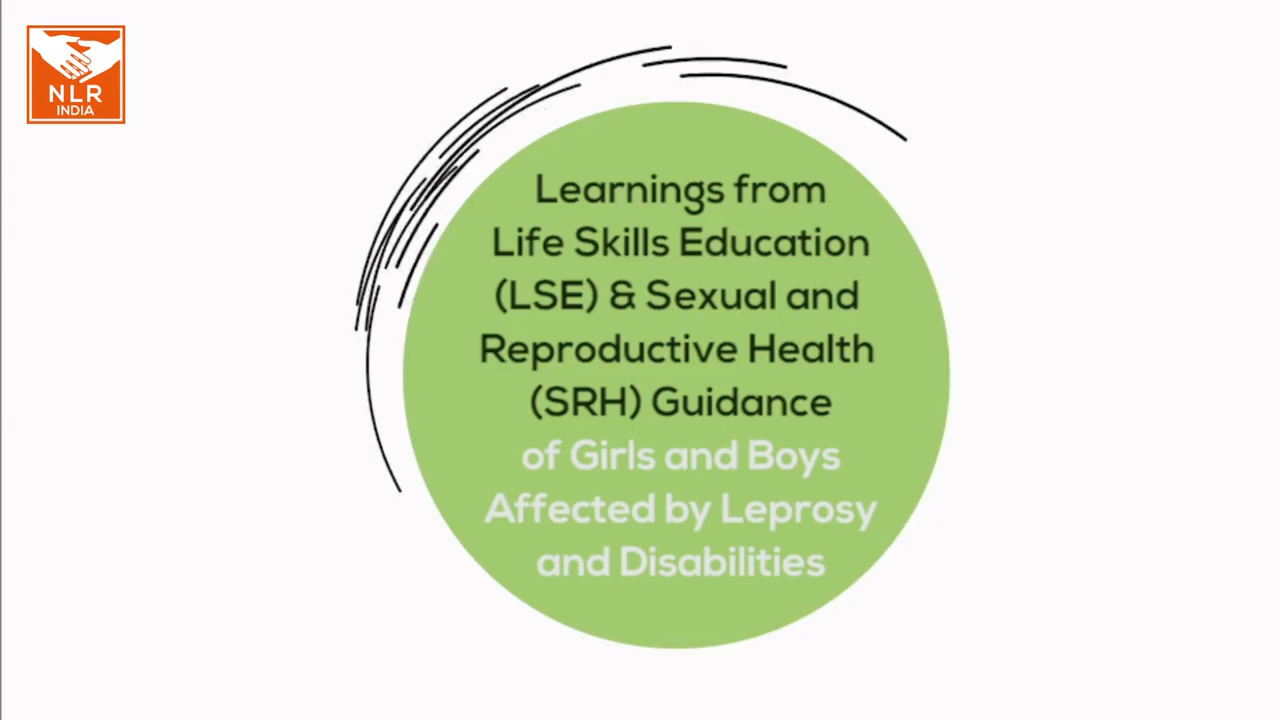 NLR
INDIA
Learnings from
Life Skills Education
(LSE) & Sexual and
Reproductive Health
(SRH) Guidance
of Girls and Boys
Affected by Leprosy
and Disabilities